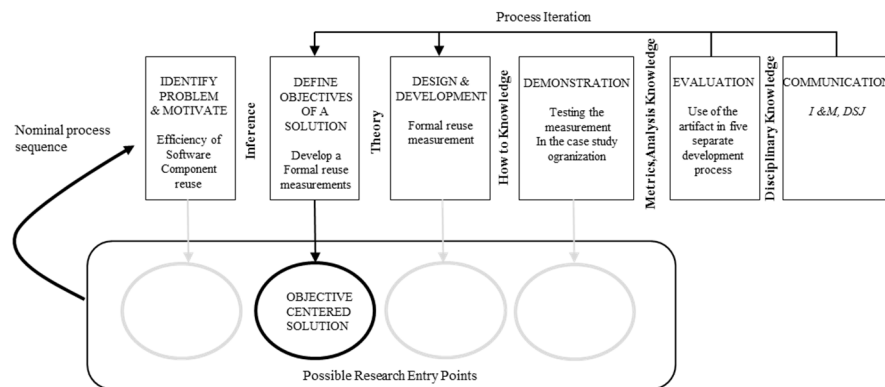 Process Iteration
Nominal process
sequence
IDENTIFY
PROBLEM
& MOTIVATE
Efficiency of
Software
Component
reuse
Inference
DEFINE
OBJECTIVES
OF A
SOLUTION
Develop a
Formal reuse
measurements
Theory
DESIGN &
DEVELOPMENT
Formal reuse
measurement
How to Knowledge
DEMONSTRATION
Testing the
measurement
In the case study
ogranization
Metrics,Analysis Knowledge
EVALUATION
Use of the
artifact in five
separate
development
process
Disciplinary Knowledge
COMMUNICATION
I &M, DSJ
OBJECTIVE
CENTERED
SOLUTION
Possible Research Entry Points